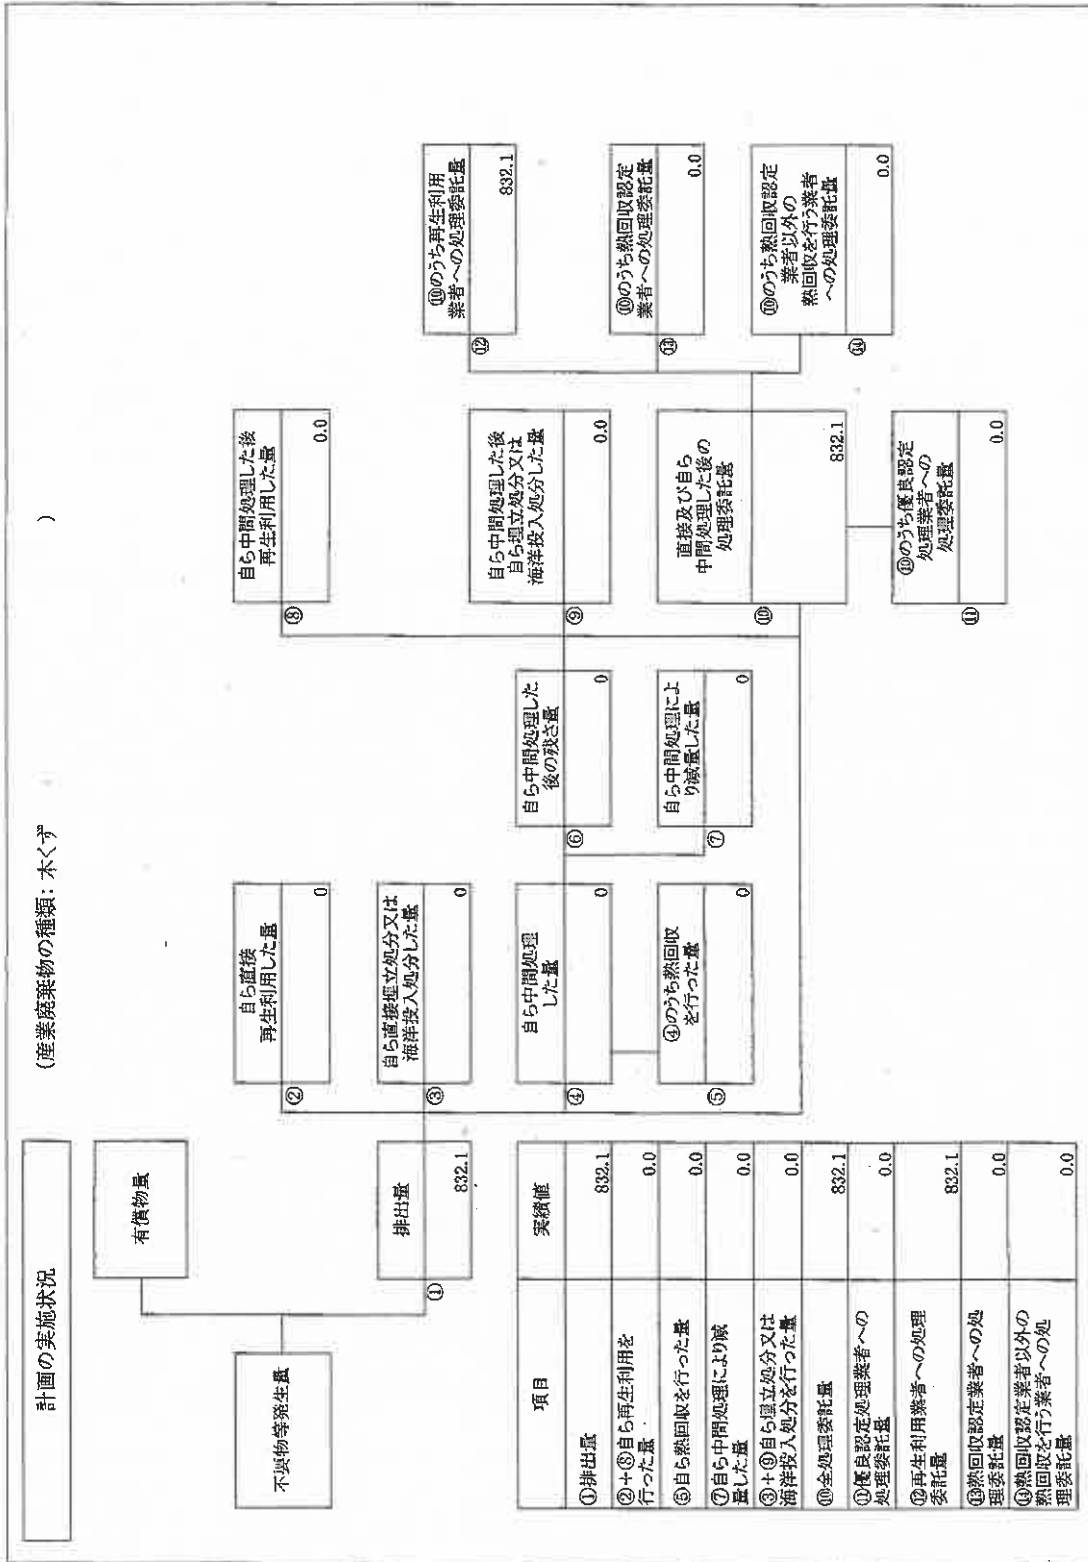 計画の実施状況
(産業廃棄物の種類: 木くず )
有償物量
不要物等発生量
排出量
①
832.1
自ら直接
再生利用した量
②
0
自ら直接埋立処分又は
海洋投入処分した量
③
0
自ら中間処理
した量
④
0
④のうち熱回収
を行った量
⑤
0
自ら中間処理した
後の残さ量
⑥
0
自ら中間処理によ
り減量した量
⑦
0
自ら中間処理した後
再生利用した量
⑧
0.0
自ら中間処理した後
自ら埋立処分又は
海洋投入処分した量
⑨
0.0
直接及び自ら
中間処理した後の
処理委託量
⑩
832.1
⑩のうち優良認定
処理業者への
処理委託量
⑪
0.0
⑩のうち再生利用
業者への処理委託量
⑫
832.1
⑩のうち熱回収認定
業者への処理委託量
⑬
0.0
⑩のうち熱回収認定
業者以外の
熱回収を行う業者
への処理委託量
⑭
0.0
項目 実績値
①排出量 832.1
②+⑧自ら再生利用を
行った量 0.0
⑤自ら熱回収を行った量 0.0
⑦自ら中間処理により減
量した量 0.0
③+⑨自ら埋立処分又は
海洋投入処分を行った量 0.0
⑩全処理委託量 832.1
⑪優良認定処理業者への
処理委託量 0.0
⑫再生利用業者への処理
委託量 832.1
⑬熱回収認定業者への処
理委託量 0.0
⑭熱回収認定業者以外の
熱回収を行う業者への処
理委託量 0.0